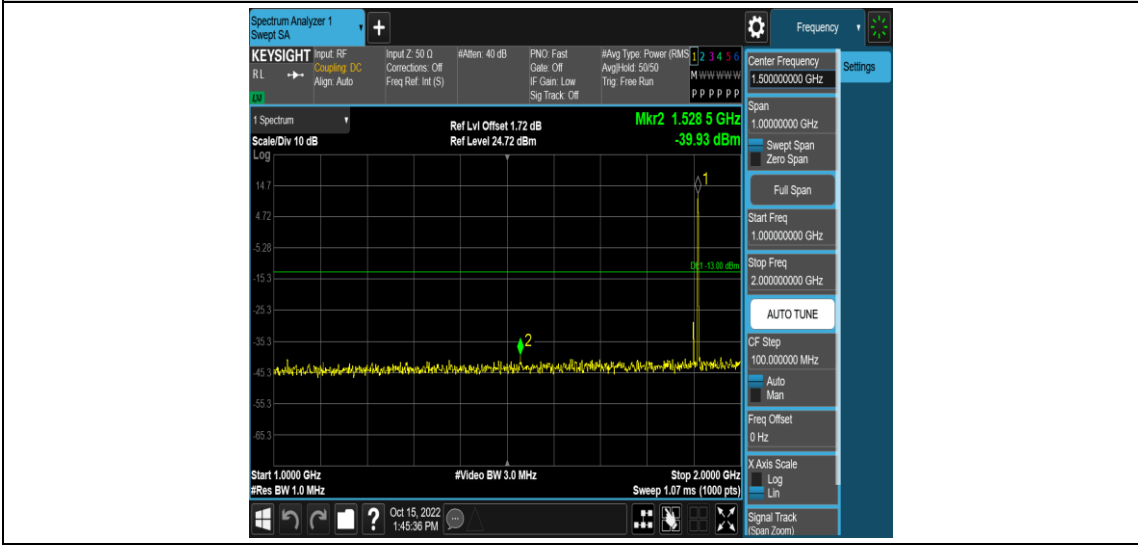 Spectrum Analyzer 1
Swept SA
+
Frequency
KEYSIGHT
RL
LM
Input: RF
Coupling: DC
Align: Auto
Input Z: 50 Ω
Corrections: Off
Freq Ref: Int (S)
#Atten: 40 dB
PNO: Fast
Gate: Off
IF Gain: Low
Sig Track: Off
#Avg Type: Power (RMS
Avg|Hold: 50/50
Trig: Free Run
1 2 3 4 5 6
M W W W W W
P P P P P P
1 Spectrum
Scale/Div 10 dB
Log
Ref Lvl Offset 1.72 dB
Ref Level 24.72 dBm
Mkr2 1.528 5 GHz
-39.93 dBm
14.7
4.72
-5.28
-15.3
-25.3
-35.3
-45.3
-55.3
-65.3
1
DL1 -13.00 dBm
2
Start 1.0000 GHz
#Res BW 1.0 MHz
#Video BW 3.0 MHz
Stop 2.0000 GHz
Sweep 1.07 ms (1000 pts)
Center Frequency
1.500000000 GHz
Settings
Span
1.00000000 GHz
Swept Span
Zero Span
Full Span
Start Freq
1.000000000 GHz
Stop Freq
2.000000000 GHz
AUTO TUNE
CF Step
100.000000 MHz
Auto
Man
Freq Offset
0 Hz
X Axis Scale
Log
Lin
Signal Track
(Span Zoom)
?
Oct 15, 2022
1:45:36 PM